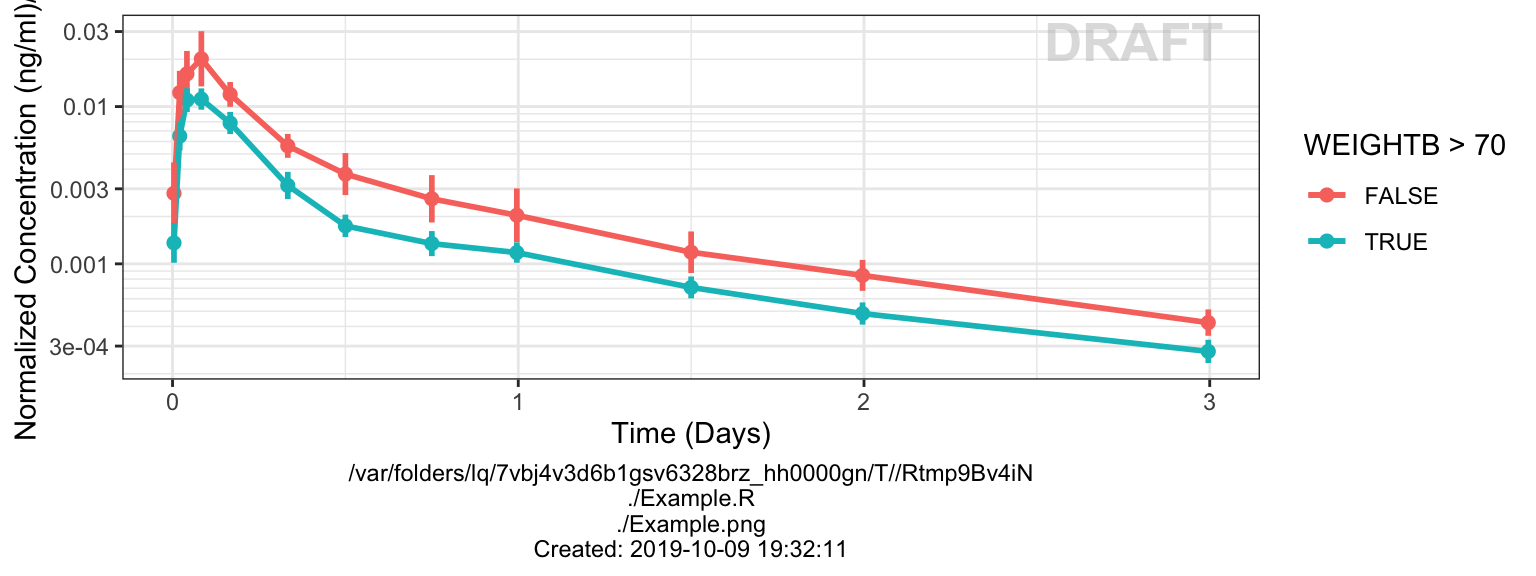 Normalized Concentration (ng/ml)/
0.03
0.01
0.003
0.001
3e-04
DRAFT
0 1 2 3
Time (Days)
WEIGHTB > 70
FALSE
TRUE
/var/folders/lq/7vbj4v3d6b1gsv6328brz_hh0000gn/T//Rtmp9Bv4iN
./Example.R
./Example.png
Created: 2019-10-09 19:32:11